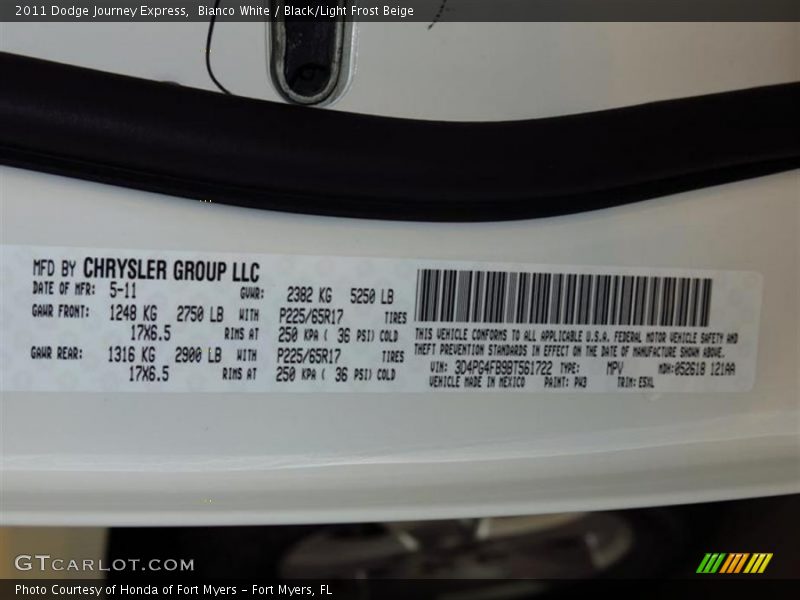 2011 Dodge Journey Express,  Bianco White / Black/Light Frost Beige
MFD BY CHRYSLER GROUP LLC
DATE OF MFR: 5-11 GVWR: 2382 KG 5250 LB
GAWR FRONT: 1248 KG 2750 LB WITH P225/65R17 TIRES
17X6.5 RIMS AT 250 KPA ( 36 PSI) COLD
GAWR REAR: 1316 KG 2900 LB WITH P225/65R17 TIRES
17X6.5 RIMS AT 250 KPA ( 36 PSI) COLD
THIS VEHICLE CONFORMS TO ALL APPLICABLE U.S.A. FEDERAL MOTOR VEHICLE SAFETY AND
THEFT PREVENTION STANDARDS IN EFFECT ON THE DATE OF MANUFACTURE SHOWN ABOVE.
VIN: 3D4PG4FB9BT561722 TYPE: MPV MDH:052618 121AA
VEHICLE MADE IN MEXICO PAINT: PW3 TRIM: E5XL
GTCARLOT.COM
Photo Courtesy of Honda of Fort Myers – Fort Myers, FL